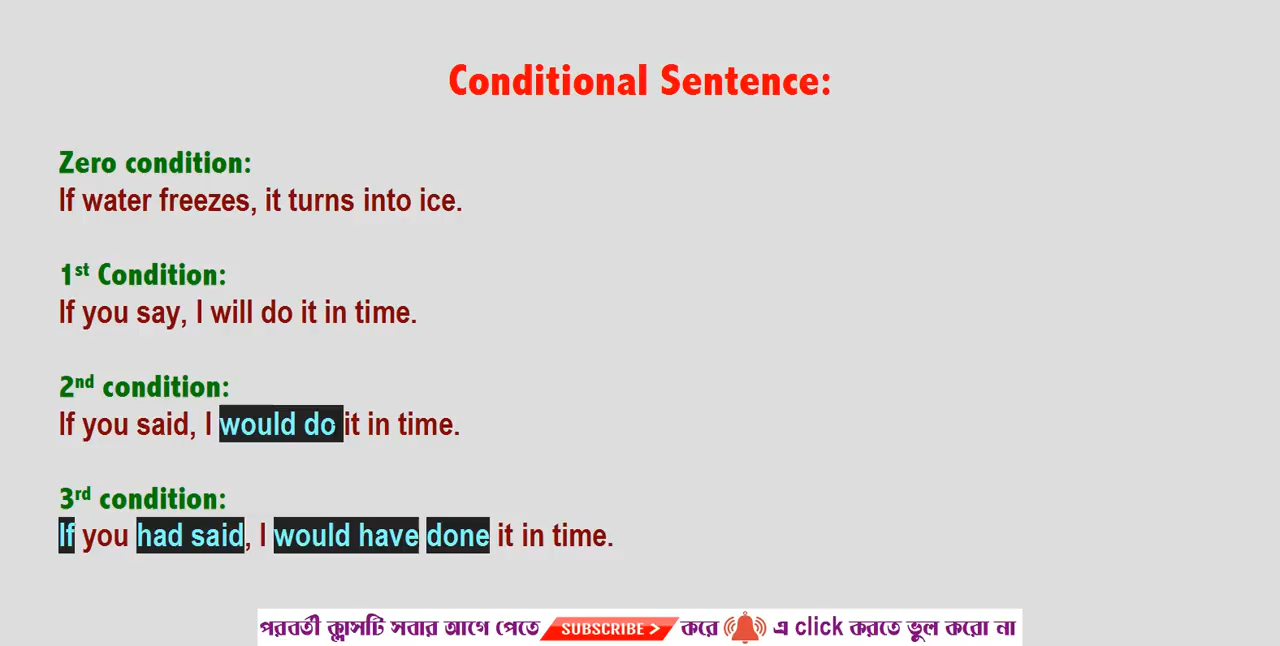 Conditional Sentence:
Zero condition:
If water freezes, it turns into ice.
1st Condition:
If you say, I will do it in time.
2nd condition:
If you said, I would do it in time.
3rd condition:
If you had said, I would have done it in time.
পরবর্তী ক্লাসটি সবার আগে পেতে SUBSCRIBE > করে এ click করতে ভুল করো না